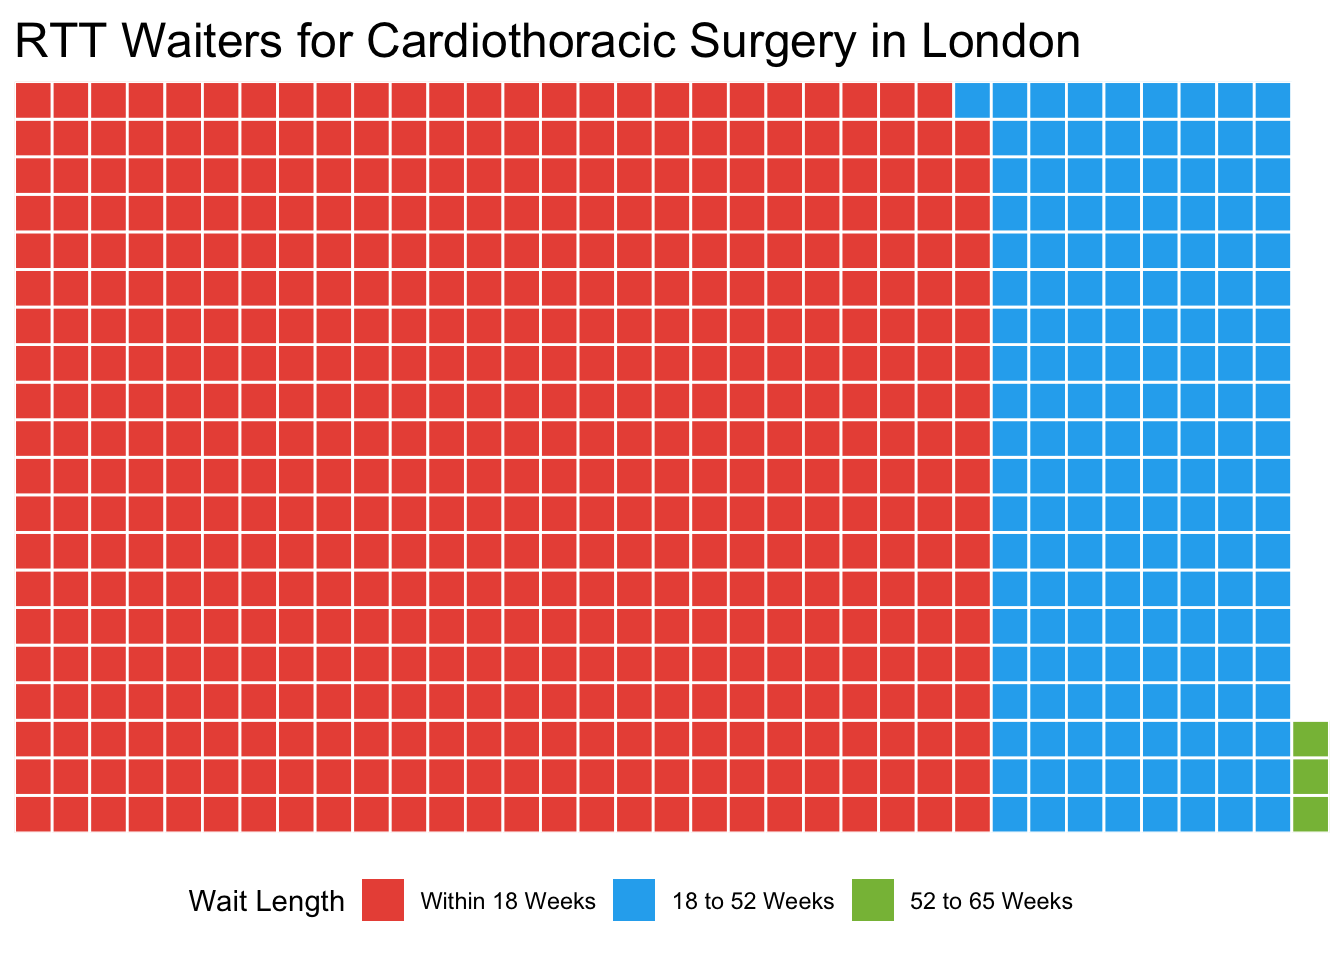 RTT Waiters for Cardiothoracic Surgery in London
Wait Length Within 18 Weeks 18 to 52 Weeks 52 to 65 Weeks